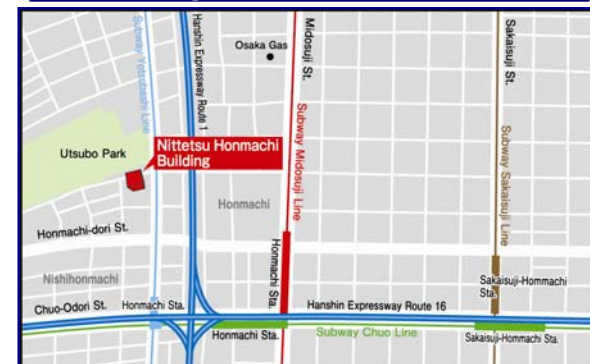 Subway Yotsubashi Line
Hanshin Expressway Route 1
Osaka Gas
Midosuji St.
Sakaisuji St.
Utsubo Park
Nittetsu Honmachi
Building
Subway Midosuji Line
Subway Sakaisuji Line
Honmachi
Honmachi-dori St.
Nishihonmachi
Honmachi Sta.
Sakaisuji-Hommachi
Sta.
Chuo-Odori St.
Honmachi Sta.
Hanshin Expressway Route 16
Honmachi Sta.
Subway Chuo Line
Sakaisuji-Hommachi Sta.